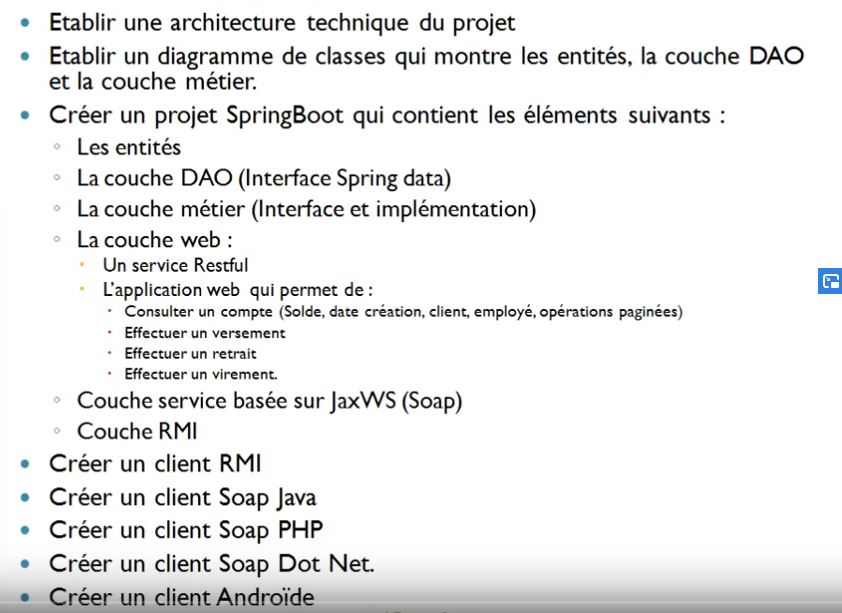 Etablir une architecture technique du projet
Etablir un diagramme de classes qui montre les entités, la couche DAO
et la couche métier.
Créer un projet SpringBoot qui contient les éléments suivants :
Les entités
La couche DAO (Interface Spring data)
La couche métier (Interface et implémentation)
La couche web :
Un service Restful
L'application web qui permet de :
Consulter un compte (Solde, date création, client, employé, opérations paginées)
Effectuer un versement
Effectuer un retrait
Effectuer un virement.
Couche service basée sur JaxWS (Soap)
Couche RMI
Créer un client RMI
Créer un client Soap Java
Créer un client Soap PHP
Créer un client Soap Dot Net.
Créer un client Androïde